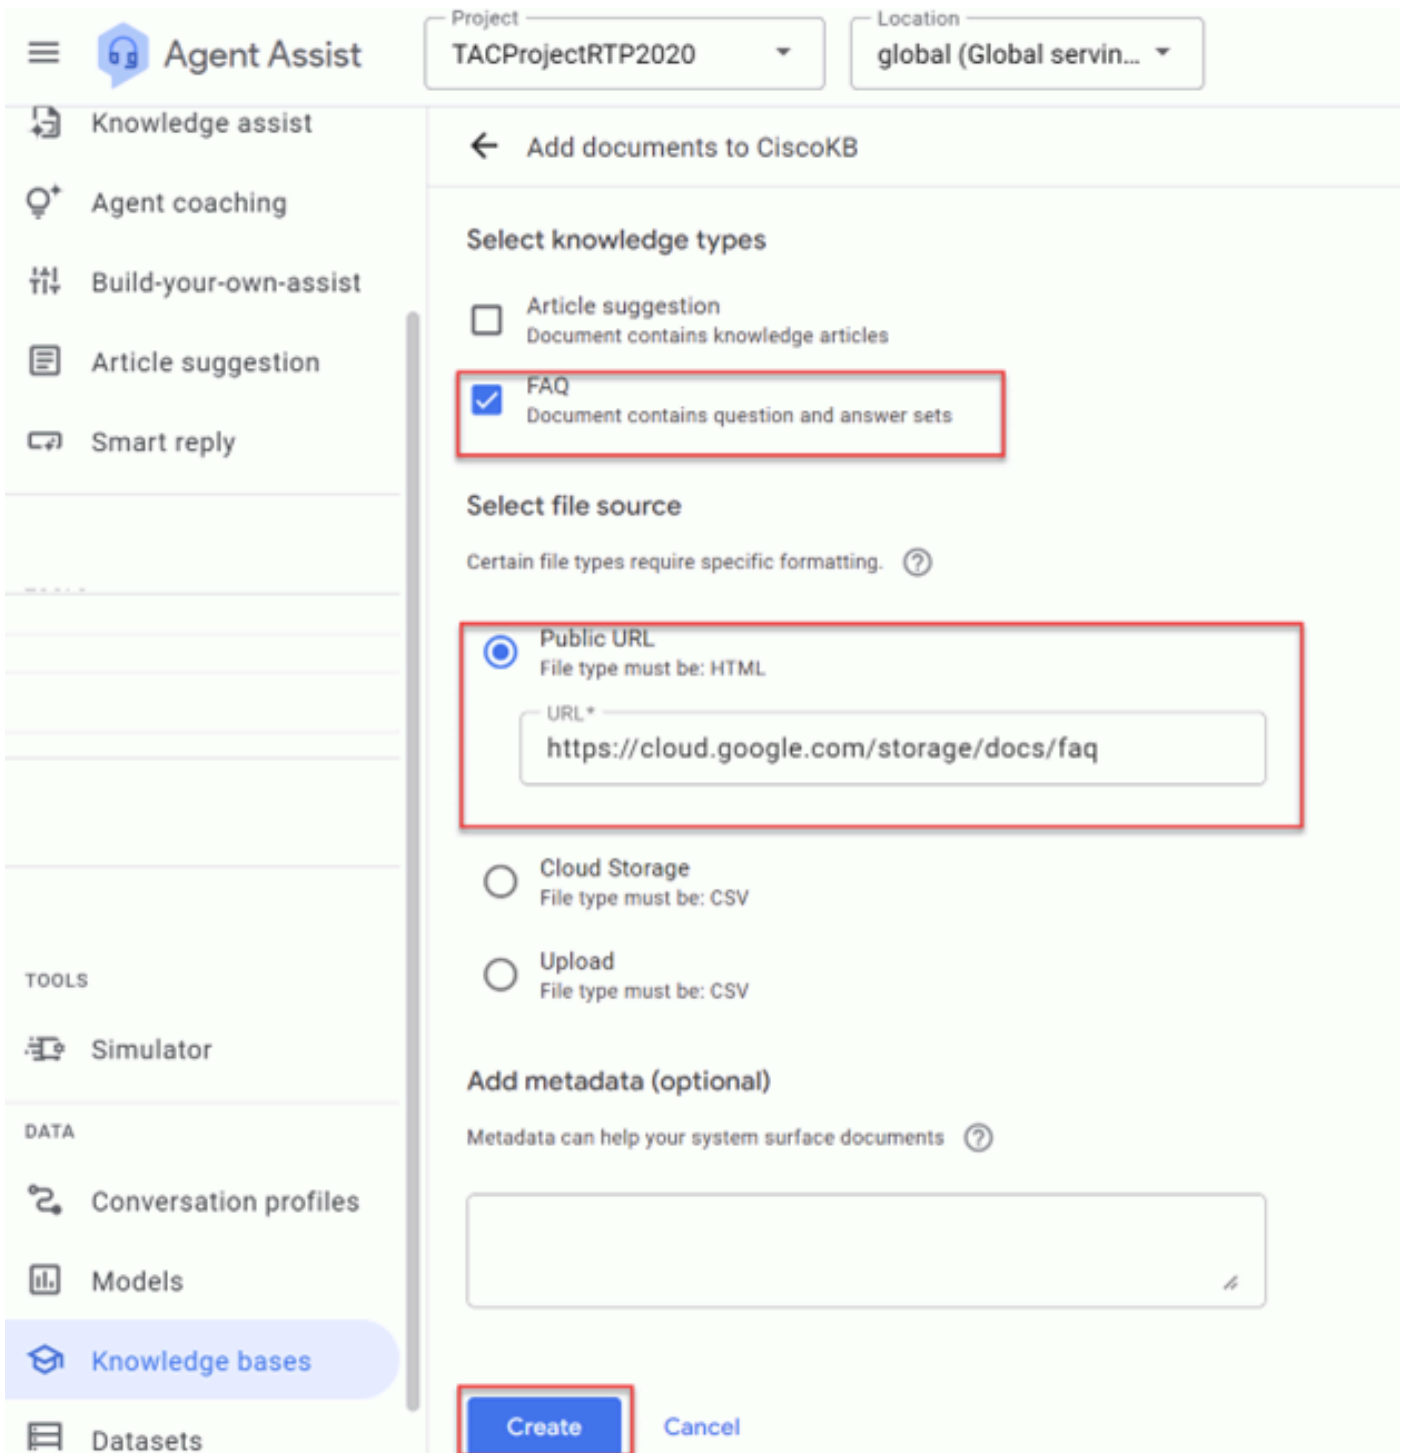 Agent Assist
Project
TACProjectRTP2020
Location
global (Global servin...
Knowledge assist
Agent coaching
Build-your-own-assist
Article suggestion
Smart reply
TOOLS
Simulator
DATA
Conversation profiles
Models
Knowledge bases
Datasets
Add documents to CiscoKB
Select knowledge types
Article suggestion
Document contains knowledge articles
FAQ
Document contains question and answer sets
Select file source
Certain file types require specific formatting.
Public URL
File type must be: HTML
URL*
https://cloud.google.com/storage/docs/faq
Cloud Storage
File type must be: CSV
Upload
File type must be: CSV
Add metadata (optional)
Metadata can help your system surface documents
Create
Cancel